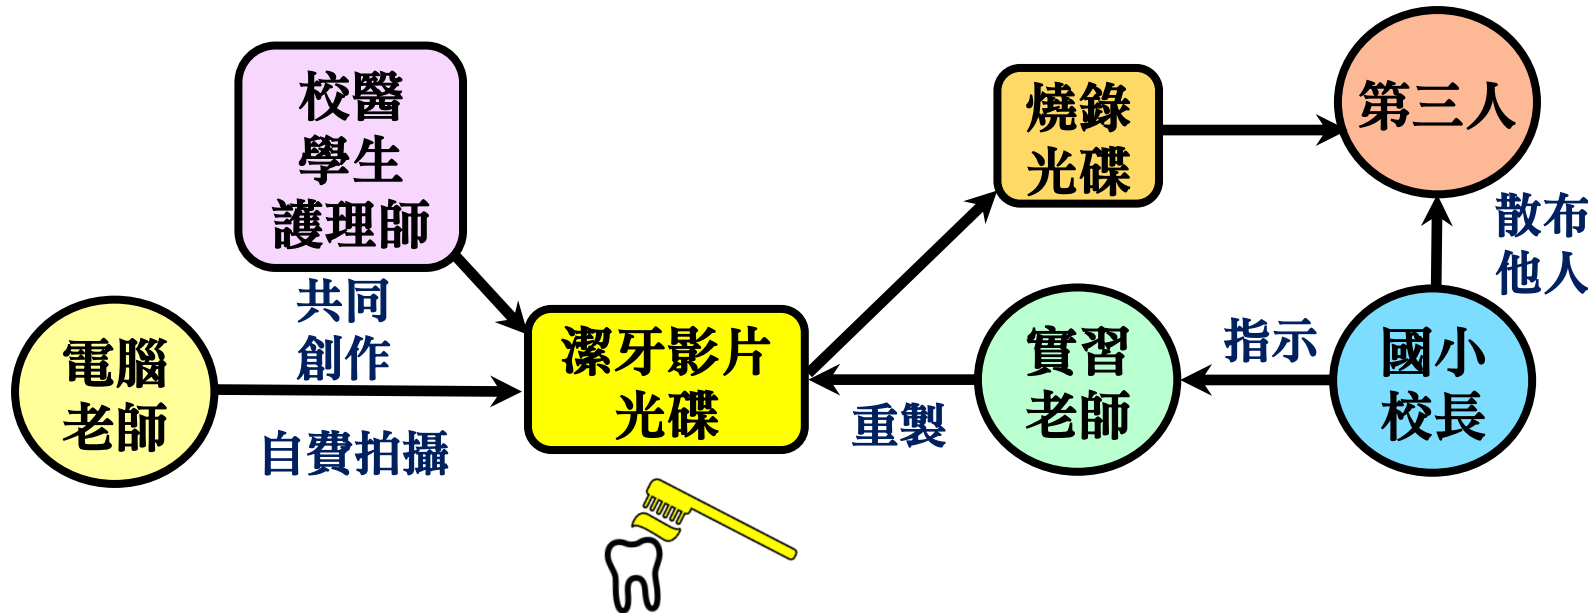 校醫
學生
護理師
共同
創作
電腦
老師
自費拍攝
潔牙影片
光碟
燒錄
光碟
第三人
散布
他人
實習
老師
重製
指示
國小
校長